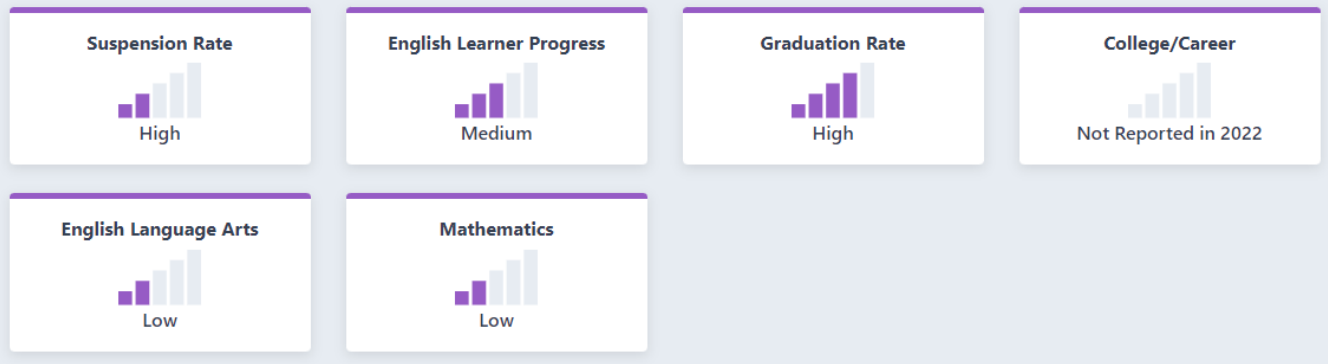 Suspension Rate
High
English Learner Progress
Medium
Graduation Rate
High
College/Career
Not Reported in 2022
English Language Arts
Low
Mathematics
Low